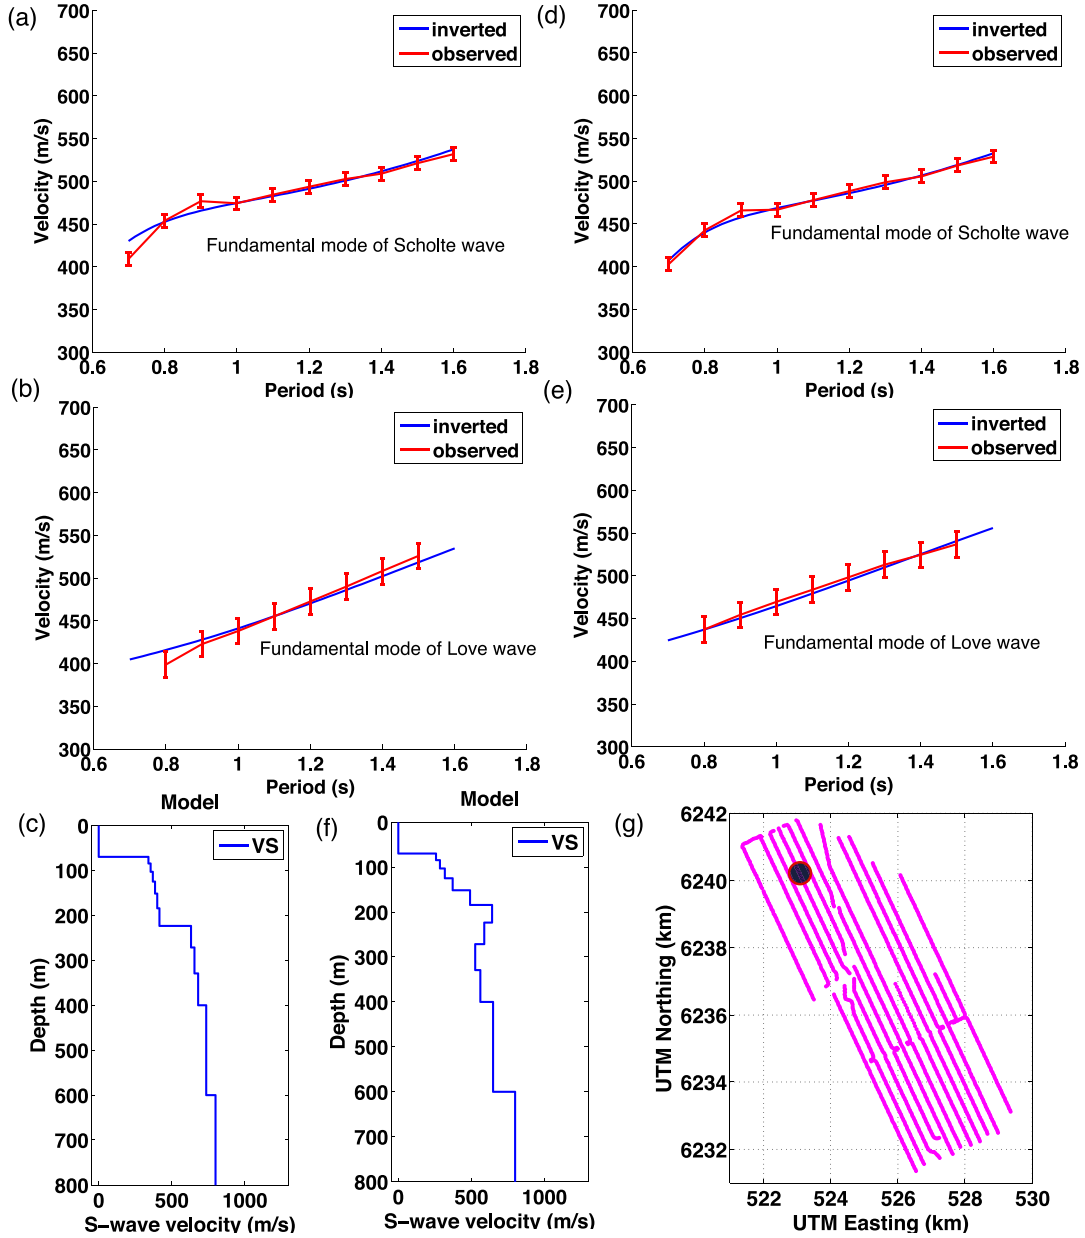 (a)
700
650
600
550
500
450
400
350
300
Velocity (m/s)
inverted
observed
Fundamental mode of Scholte wave
0.6 0.8 1 1.2 1.4 1.6 1.8
Period (s)
(d)
700
650
600
550
500
450
400
350
300
Velocity (m/s)
inverted
observed
Fundamental mode of Scholte wave
0.6 0.8 1 1.2 1.4 1.6 1.8
Period (s)
(b)
700
650
600
550
500
450
400
350
300
Velocity (m/s)
inverted
observed
Fundamental mode of Love wave
0.6 0.8 1 1.2 1.4 1.6 1.8
Period (s)
(e)
700
650
600
550
500
450
400
350
300
Velocity (m/s)
inverted
observed
Fundamental mode of Love wave
0.6 0.8 1 1.2 1.4 1.6 1.8
Period (s)
Model
(c)
0
100
200
300
400
500
600
700
800
Depth (m)
VS
0 500 1000
S-wave velocity (m/s)
Model
(f)
0
100
200
300
400
500
600
700
800
Depth (m)
VS
0 500 1000
S-wave velocity (m/s)
(g)
6242
6240
6238
6236
6234
6232
UTM Northing (km)
522 524 526 528 530
UTM Easting (km)